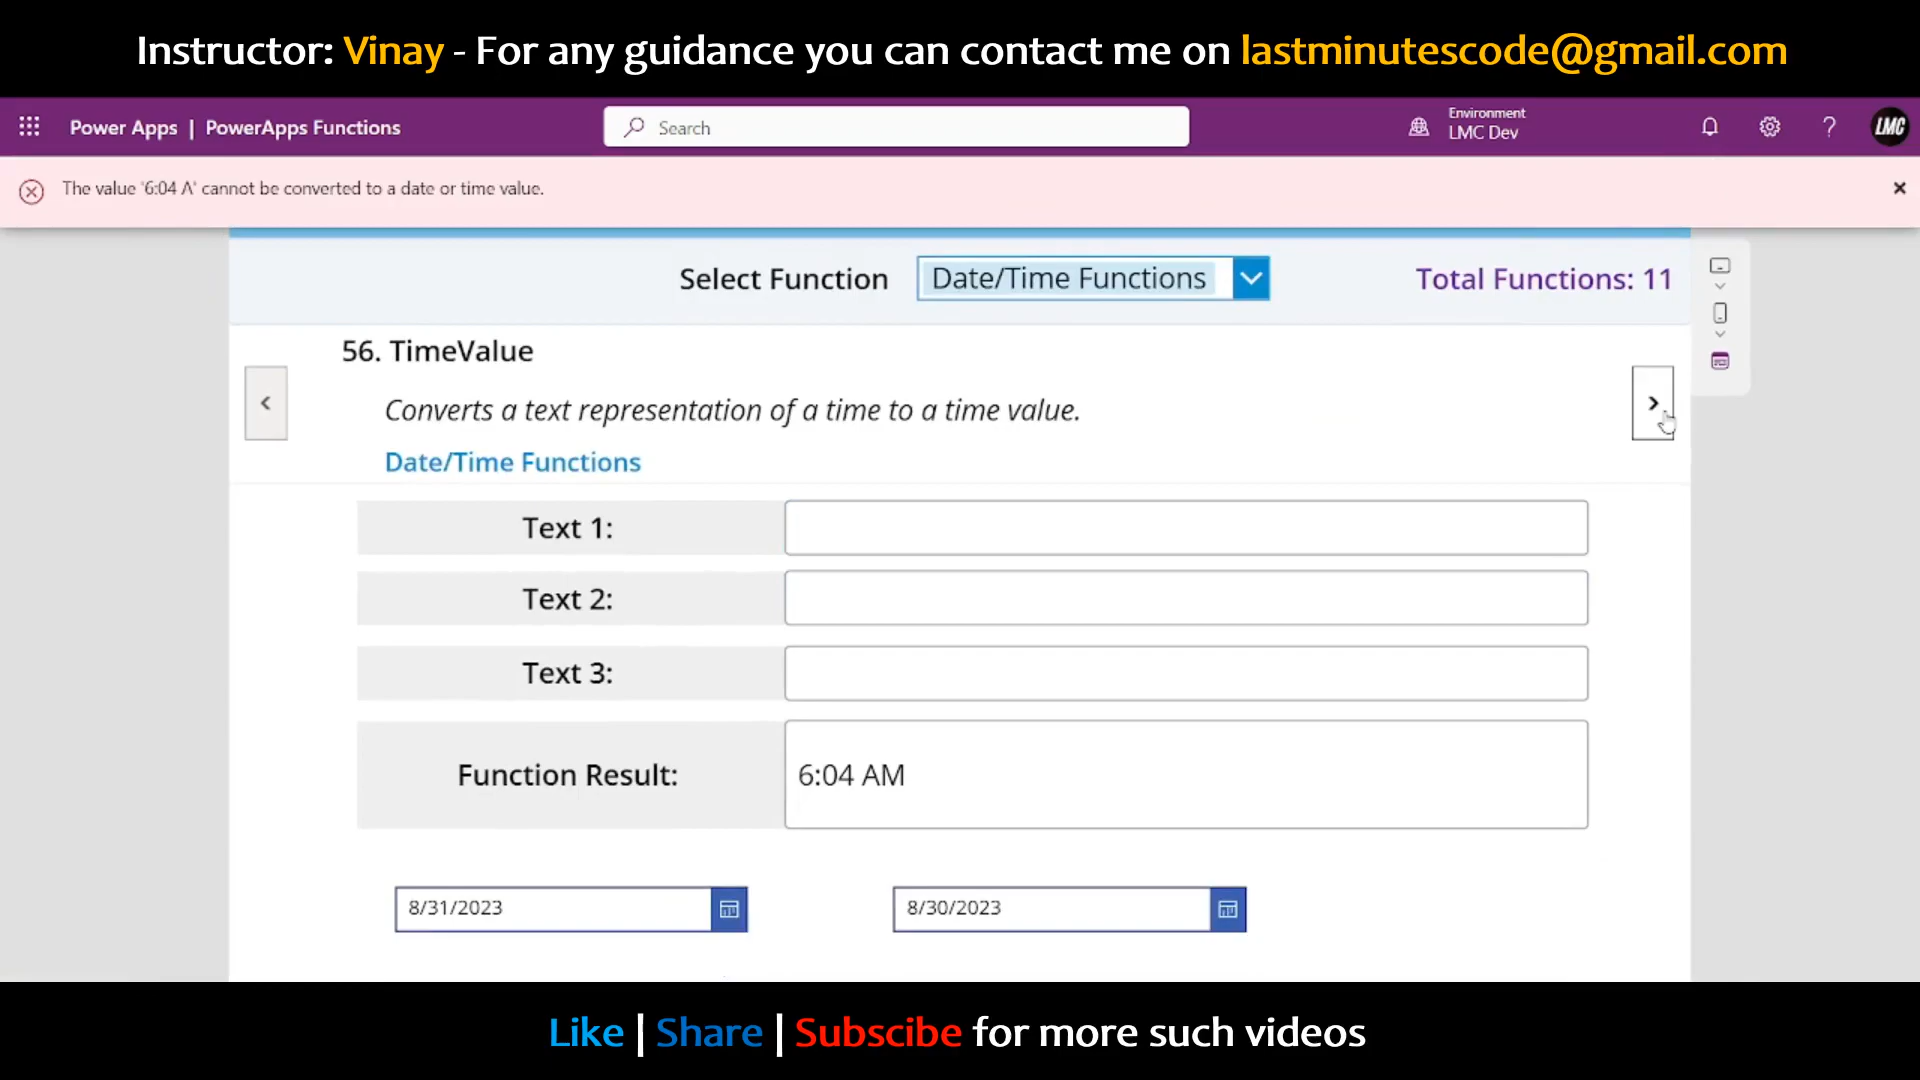 Instructor: Vinay - For any guidance you can contact me on lastminutescode@gmail.com
Power Apps | PowerApps Functions
Search
Environment
LMC Dev
LMC
The value '6:04 A' cannot be converted to a date or time value.
Select Function
Date/Time Functions
Total Functions: 11
56. TimeValue
Converts a text representation of a time to a time value.
Date/Time Functions
Text 1:
Text 2:
Text 3:
Function Result:
6:04 AM
8/31/2023
8/30/2023
Like | Share | Subscibe for more such videos